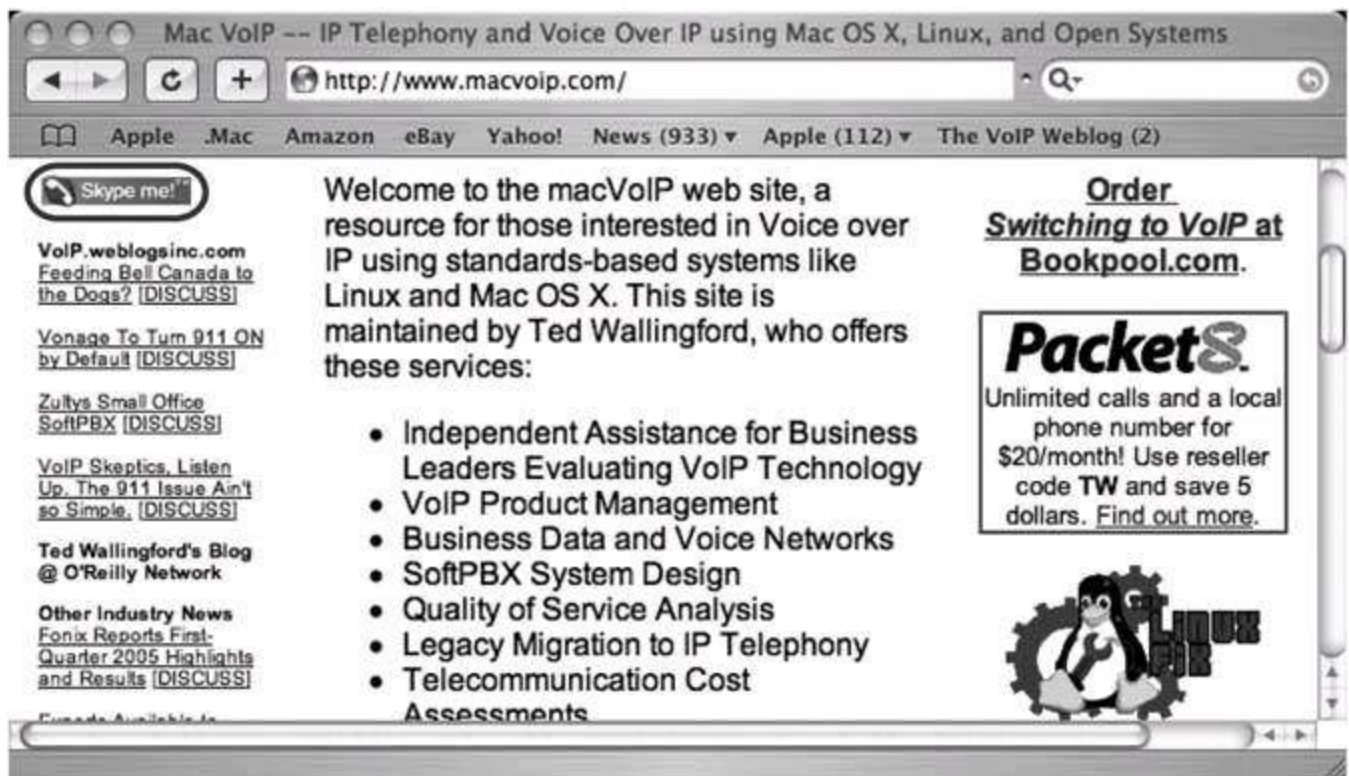 Mac VoIP -- IP Telephony and Voice Over IP using Mac OS X, Linux, and Open Systems
http://www.macvoip.com/
Apple .Mac Amazon eBay Yahoo! News (933) Apple (112) The VoIP Weblog (2)
Skype me!™
VoIP.weblogsinc.com
Feeding Bell Canada to
the Dogs? [DISCUSS]
Vonage To Turn 911 ON
by Default [DISCUSS]
Zultys Small Office
SoftPBX [DISCUSS]
VoIP Skeptics, Listen
Up. The 911 Issue Ain't
so Simple. [DISCUSS]
Ted Wallingford's Blog
@ O'Reilly Network
Other Industry News
Fonix Reports First-
Quarter 2005 Highlights
and Results [DISCUSS]
Welcome to the macVoIP web site, a
resource for those interested in Voice over
IP using standards-based systems like
Linux and Mac OS X. This site is
maintained by Ted Wallingford, who offers
these services:
• Independent Assistance for Business
Leaders Evaluating VoIP Technology
• VoIP Product Management
• Business Data and Voice Networks
• SoftPBX System Design
• Quality of Service Analysis
• Legacy Migration to IP Telephony
• Telecommunication Cost
Assessments
Order
Switching to VoIP at
Bookpool.com.
Packet8
Unlimited calls and a local
phone number for
$20/month! Use reseller
code TW and save 5
dollars. Find out more.
LINUX
FIX